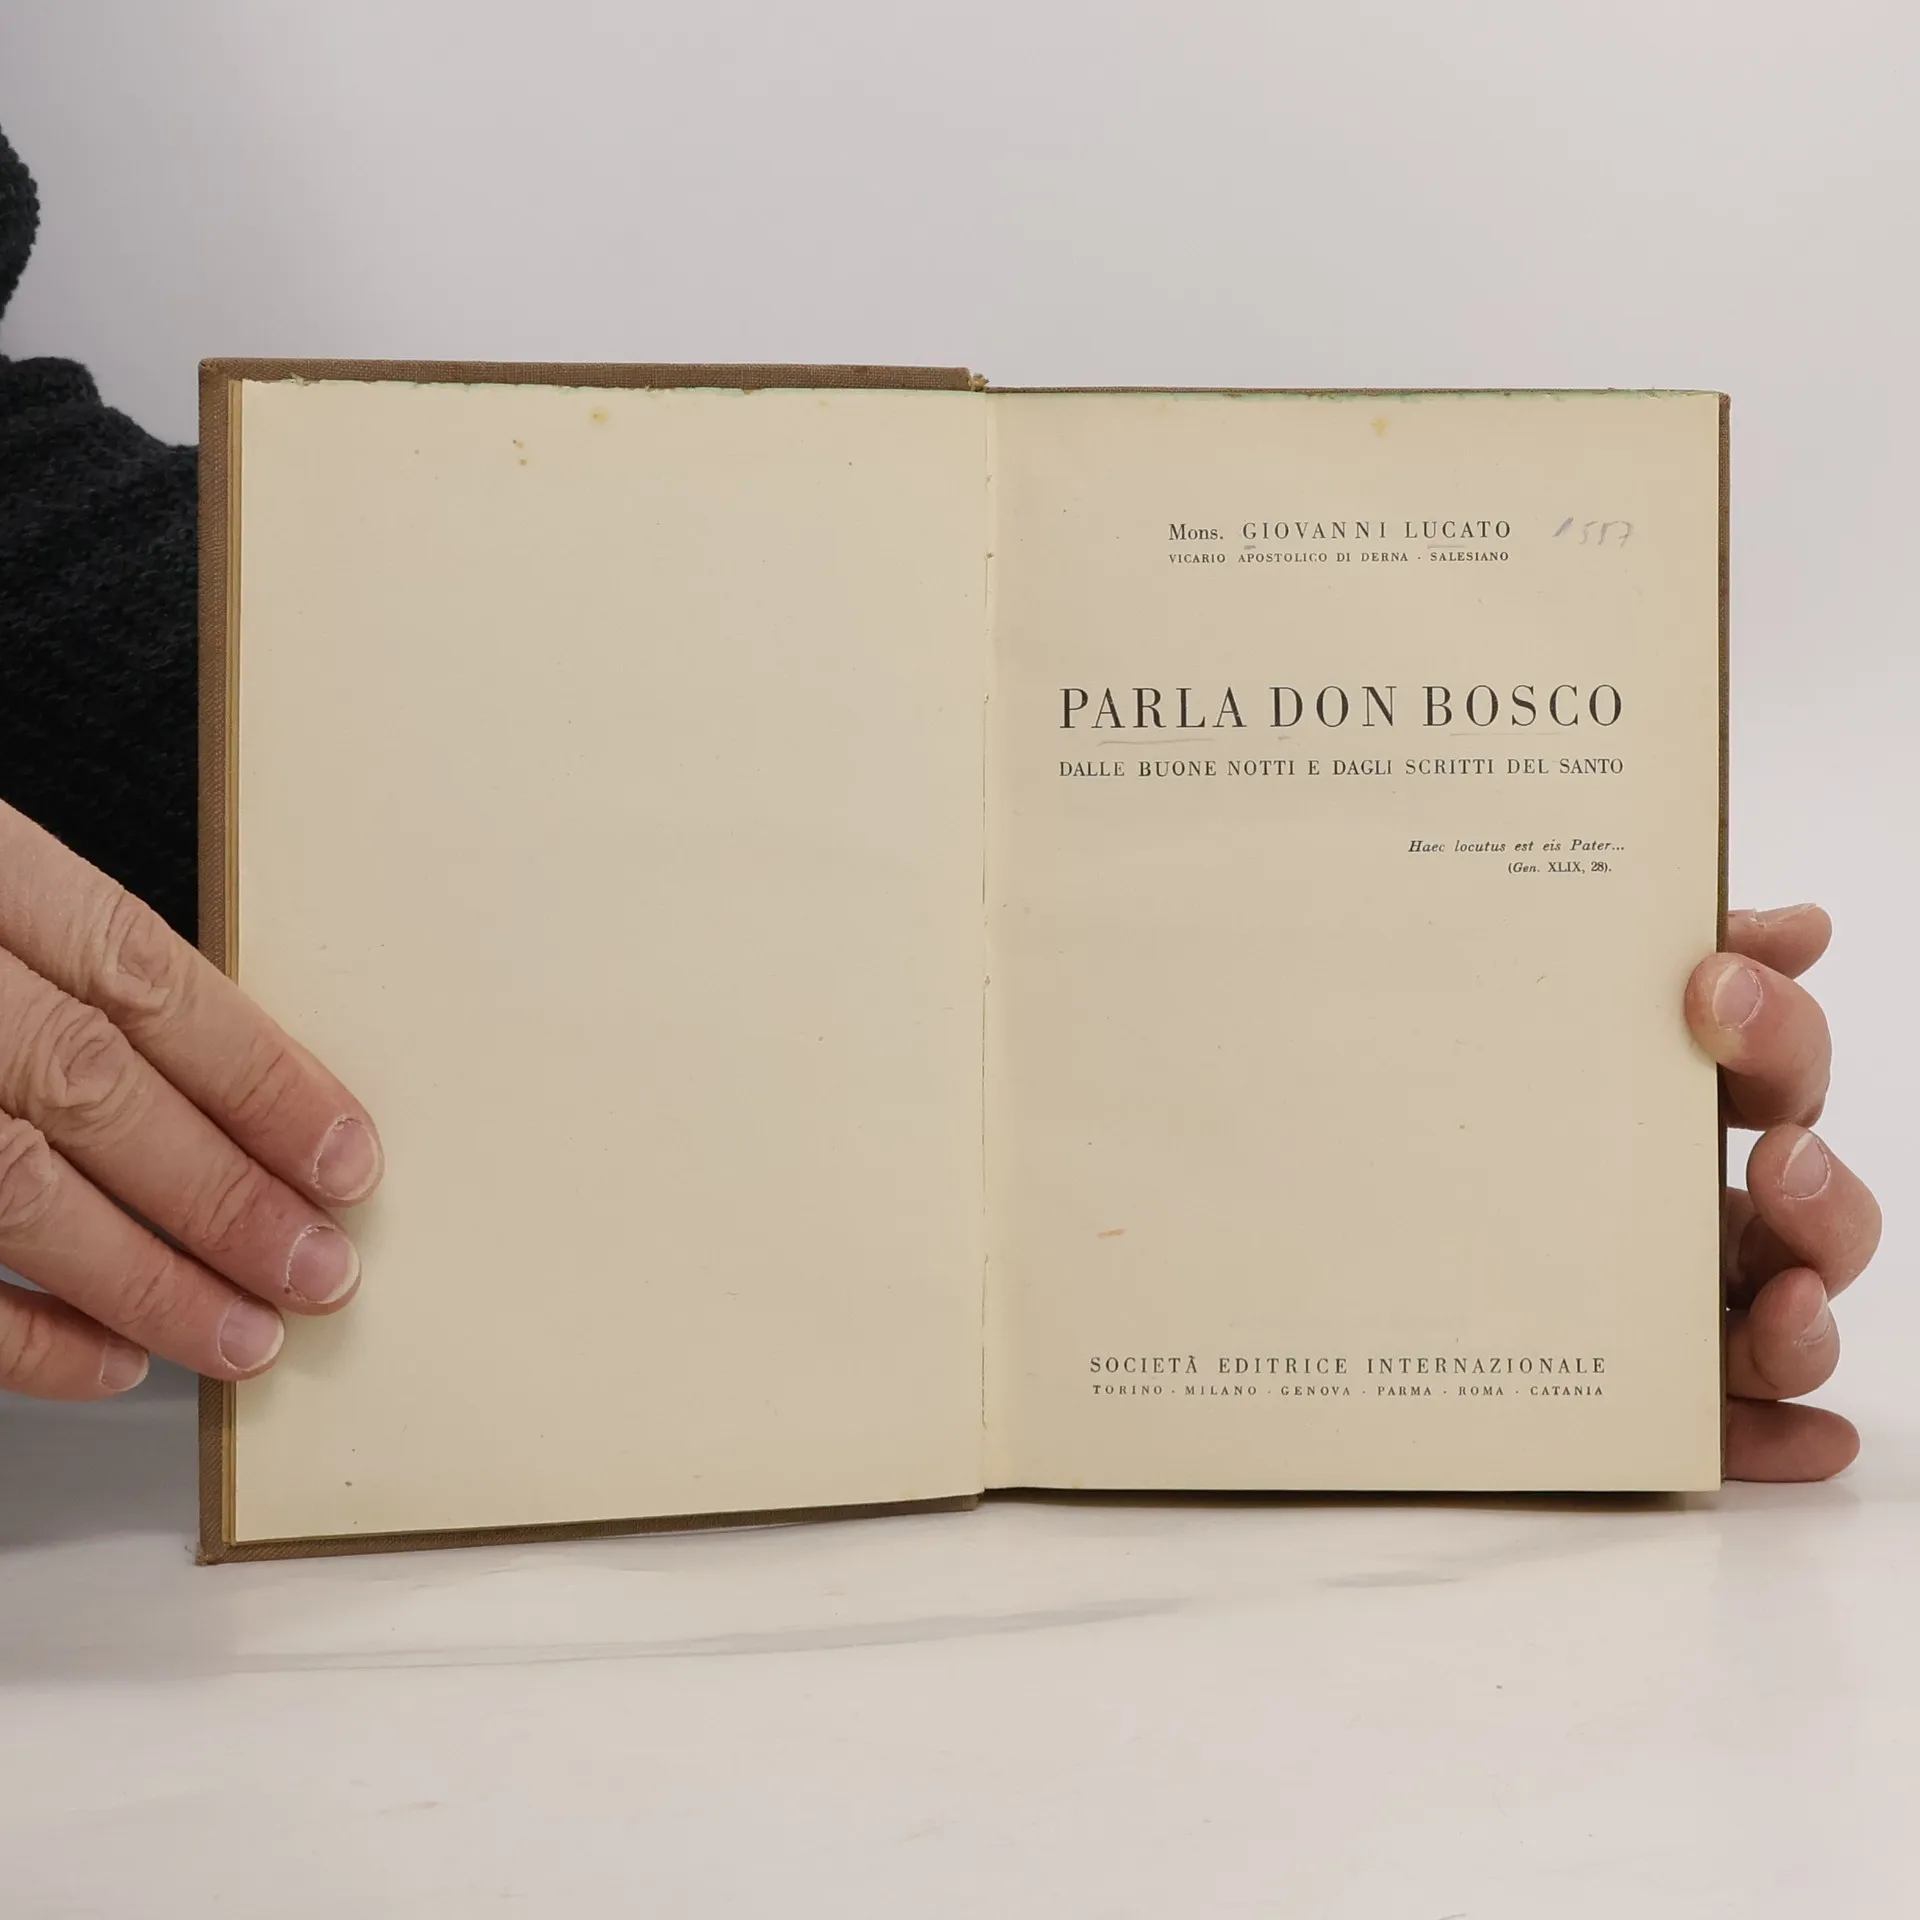 Mons. GIOVANNI LUCATO
VICARIO APOSTOLICO DI DERNA · SALESIANO
PARLA DON BOSCO
DALLE BUONE NOTTI E DAGLI SCRITTI DEL SANTO
Haec locutus est eis Pater...
(Gen. XLIX, 28).
SOCIETÀ EDITRICE INTERNAZIONALE
TORINO · MILANO · GENOVA · PARMA · ROMA · CATANIA